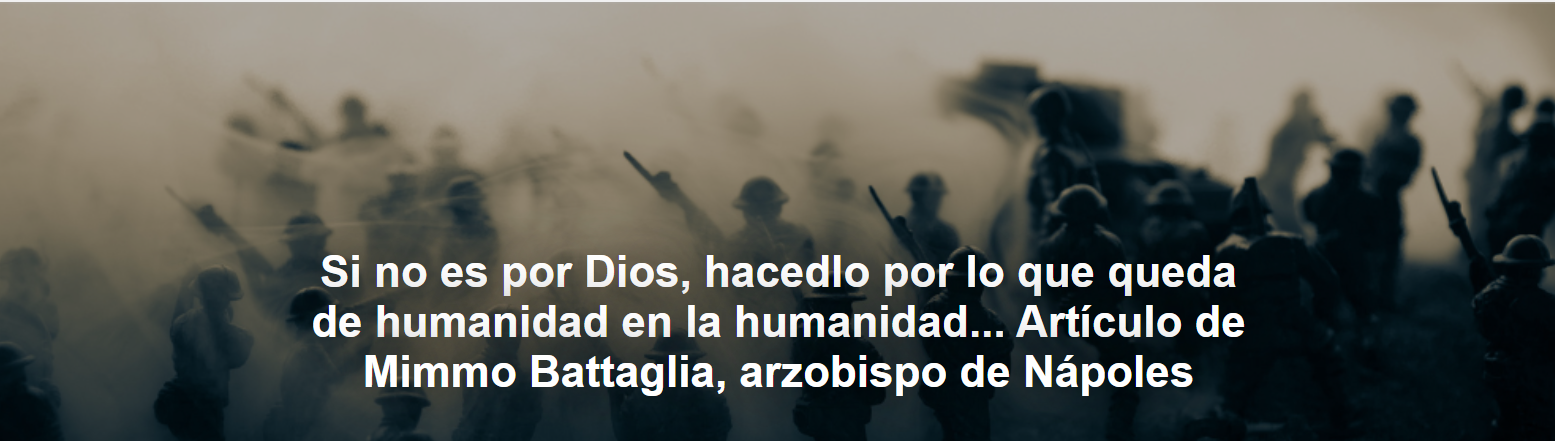 Si no es por Dios, hacedlo por lo que queda
de humanidad en la humanidad... Artículo de
Mimmo Battaglia, arzobispo de Nápoles